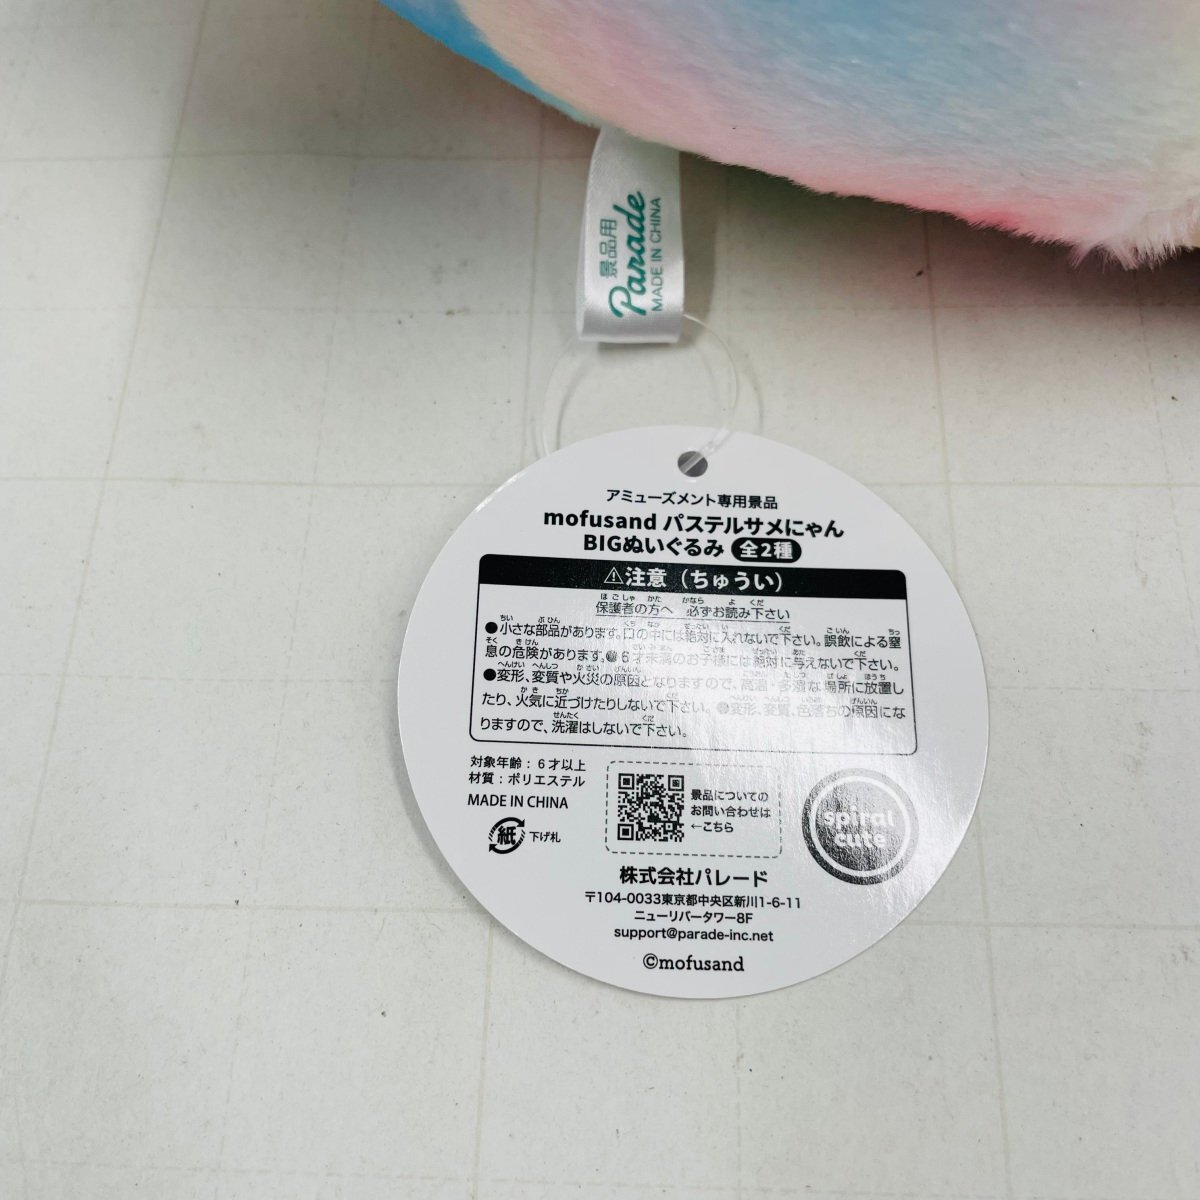 景品用
Parade
MADE IN CHINA
アミューズメント専用景品
mofusand パステルサメにゃん
BIGぬいぐるみ 全2種
⚠注意（ちゅうい）
保護者の方へ 必ずお読み下さい
●小さな部品があります。口の中には絶対に入れないで下さい。誤飲による窒
息の危険があります。●6才未満のお子様には絶対に与えないで下さい。
●変形、変質や火災の原因となりますので、高温・多湿な場所に放置し
たり、火気に近づけたりしないで下さい。●変形、変質、色落ちの原因にな
りますので、洗濯はしないで下さい。
対象年齢：6才以上
材質：ポリエステル
MADE IN CHINA
紙 下げ札
景品についての
お問い合わせは
←こちら
spiral
cute
株式会社パレード
〒104-0033東京都中央区新川1-6-11
ニューリバータワー8F
support@parade-inc.net
©mofusand